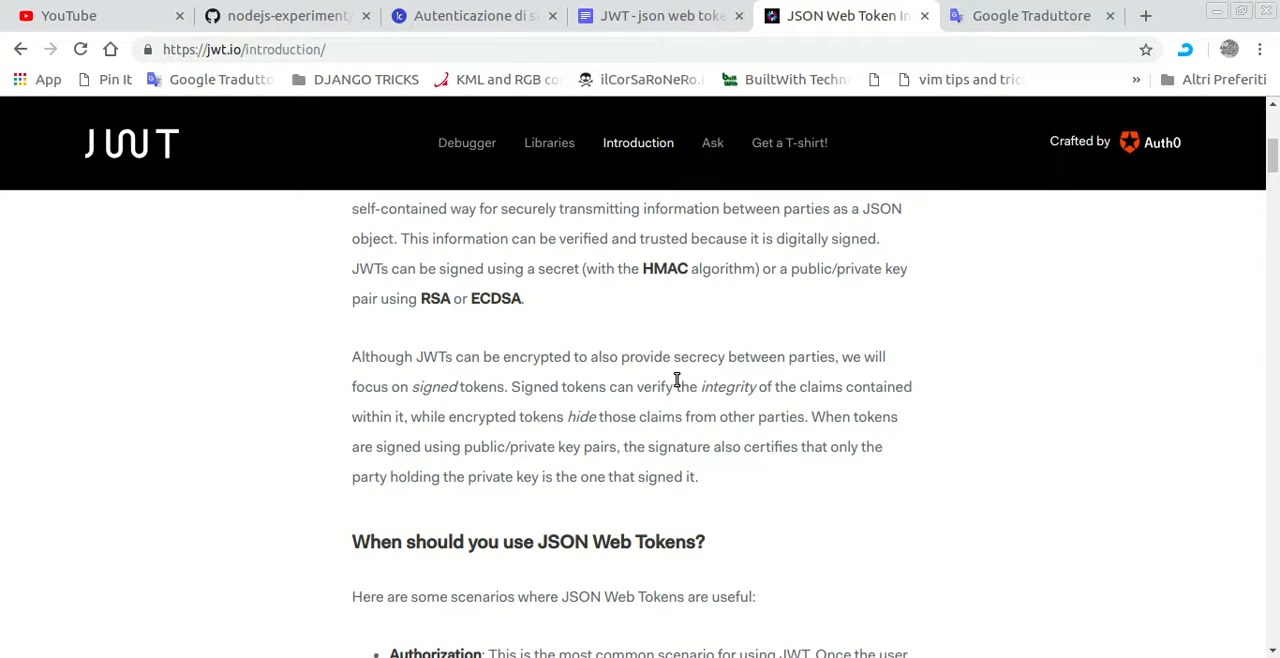 YouTube
nodejs-experiment/
Autenticazione di s
JWT - json web toke
JSON Web Token In
Google Traduttore
https://jwt.io/introduction/
App
Pin It
Google Tradutto
DJANGO TRICKS
KML and RGB co
ilCorSaRoNeRo.
BuiltWith Techn
vim tips and tric
»
Altri Preferiti
JWT
Debugger
Libraries
Introduction
Ask
Get a T-shirt!
Crafted by
Auth0
self-contained way for securely transmitting information between parties as a JSON
object. This information can be verified and trusted because it is digitally signed.
JWTs can be signed using a secret (with the HMAC algorithm) or a public/private key
pair using RSA or ECDSA.
Although JWTs can be encrypted to also provide secrecy between parties, we will
focus on signed tokens. Signed tokens can verify the integrity of the claims contained
within it, while encrypted tokens hide those claims from other parties. When tokens
are signed using public/private key pairs, the signature also certifies that only the
party holding the private key is the one that signed it.
When should you use JSON Web Tokens?
Here are some scenarios where JSON Web Tokens are useful:
• Authorization: This is the most common scenario for using JWT. Once the user